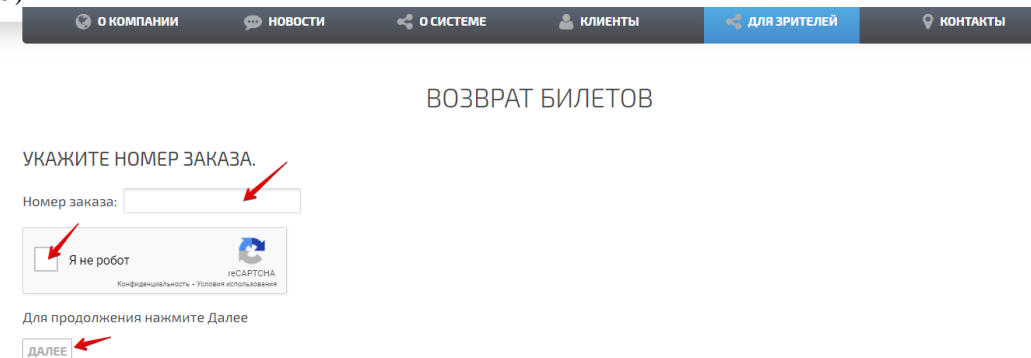 О КОМПАНИИ НОВОСТИ О СИСТЕМЕ КЛИЕНТЫ ДЛЯ ЗРИТЕЛЕЙ КОНТАКТЫ
ВОЗВРАТ БИЛЕТОВ
УКАЖИТЕ НОМЕР ЗАКАЗА.
Номер заказа:
Я не робот
reCAPTCHA
Конфиденциальность - Условия использования
Для продолжения нажмите Далее
ДАЛЕЕ